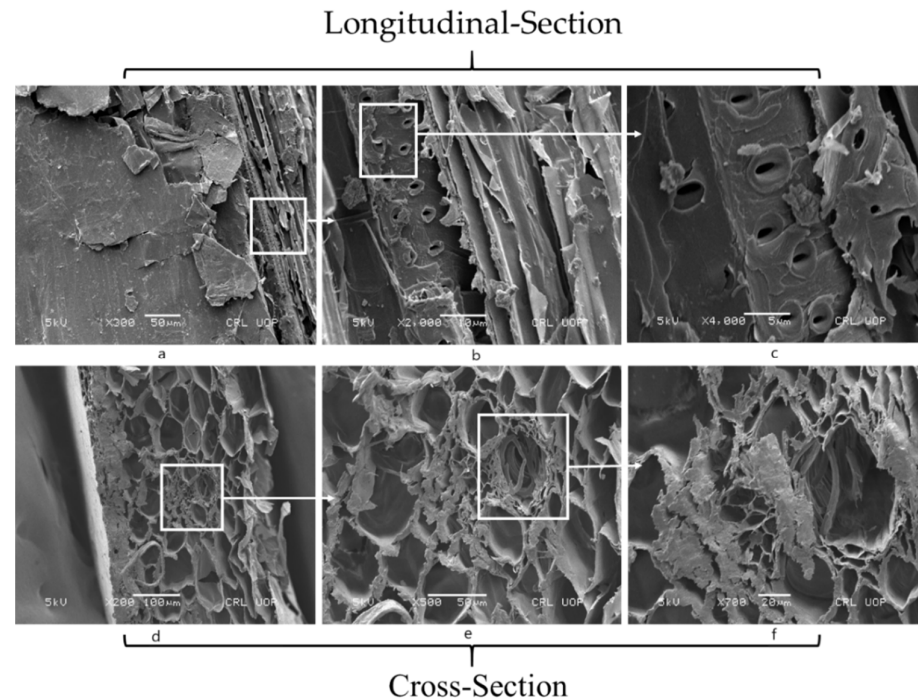 Longitudinal-Section
5kV X300 50µm CRL UOP
5kV X2,000 10µm CRL UOP
5kV X4,000 5µm CRL UOP
a
b
c
5kV X200 100µm CRL UOP
5kV X500 50µm CRL UOP
5kV X700 20µm CRL UOP
d
e
f
Cross-Section